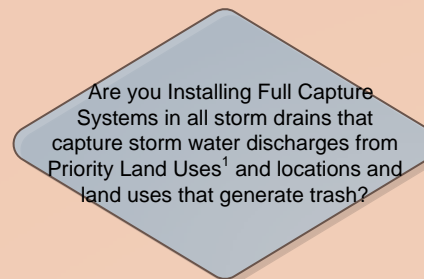 Are you Installing Full Capture
Systems in all storm drains that
capture storm water discharges from
Priority Land Uses¹ and locations and
land uses that generate trash?